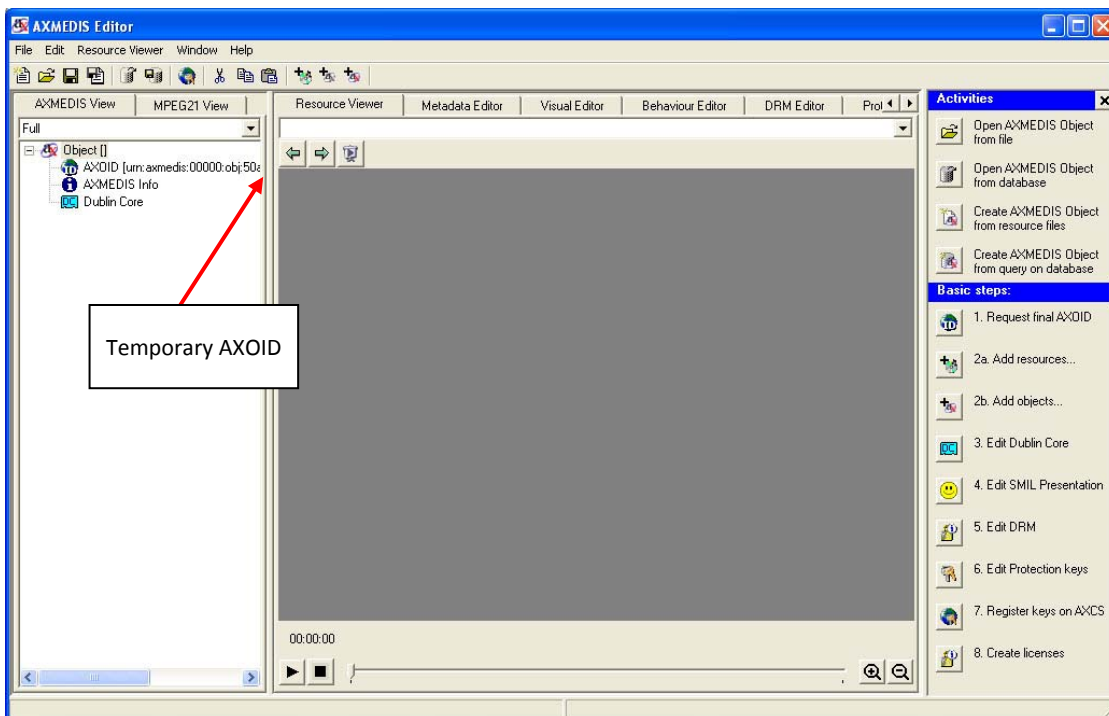 AXMEDIS Editor
File Edit Resource Viewer Window Help
AXMEDIS View MPEG21 View
Full
Object []
AXOID [urn:axmedis:00000:obj:50a
AXMEDIS Info
Dublin Core
Temporary AXOID
Resource Viewer Metadata Editor Visual Editor Behaviour Editor DRM Editor
00:00:00
Activities
Open AXMEDIS Object
from file
Open AXMEDIS Object
from database
Create AXMEDIS Object
from resource files
Create AXMEDIS Object
from query on database
Basic steps:
1. Request final AXOID
2a. Add resources...
2b. Add objects...
3. Edit Dublin Core
4. Edit SMIL Presentation
5. Edit DRM
6. Edit Protection keys
7. Register keys on AXCS
8. Create licenses